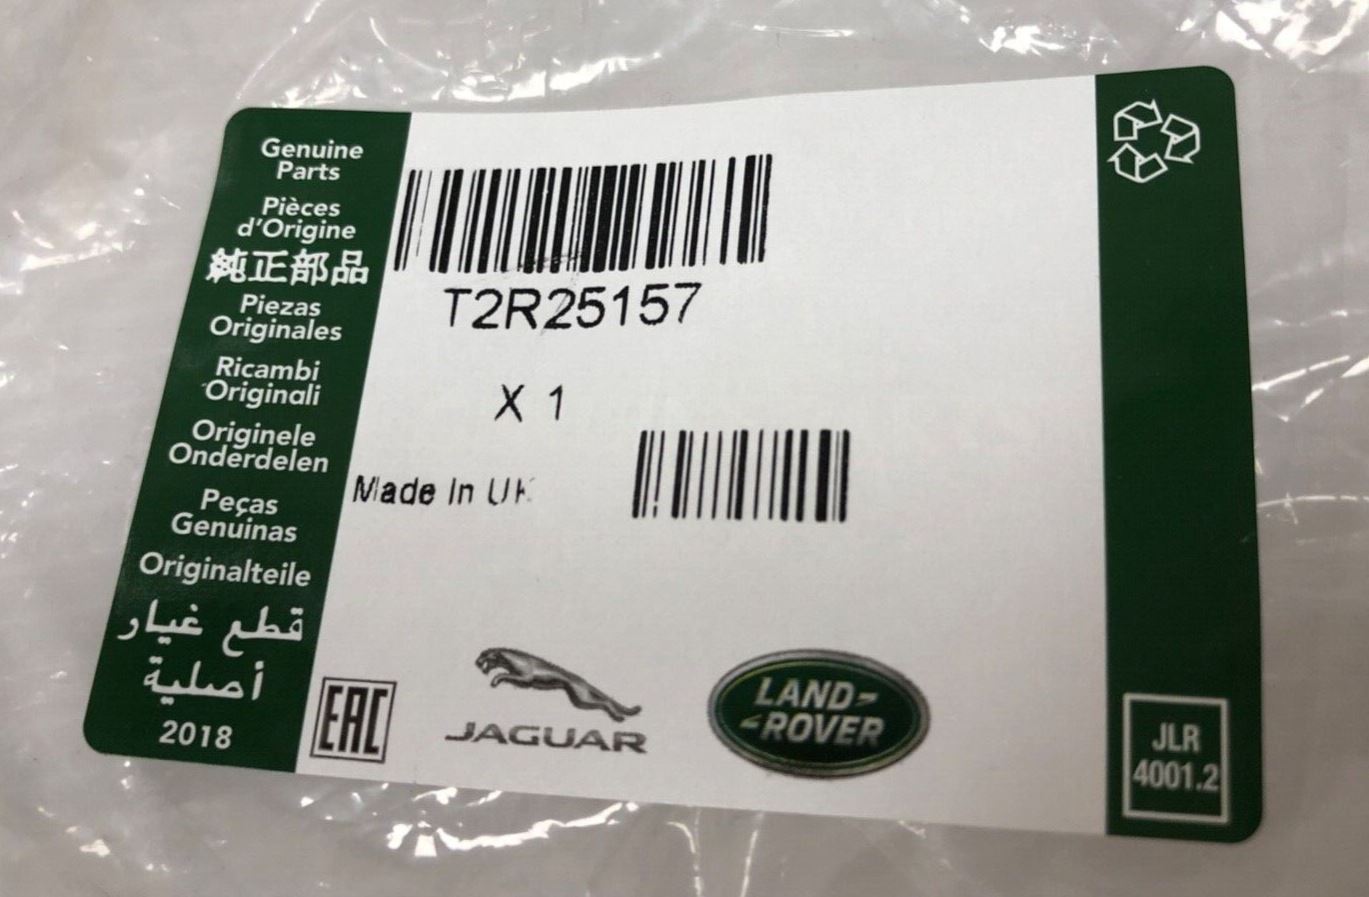 Genuine
Parts
Pièces
d'Origine
純正部品
Piezas
Originales
Ricambi
Originali
Originele
Onderdelen
Peças
Genuinas
Originalteile
قطع غيار
أصلية
2018
T2R25157
X 1
Made In UK
EAC
JAGUAR
LAND-
-ROVER
JLR
4001.2